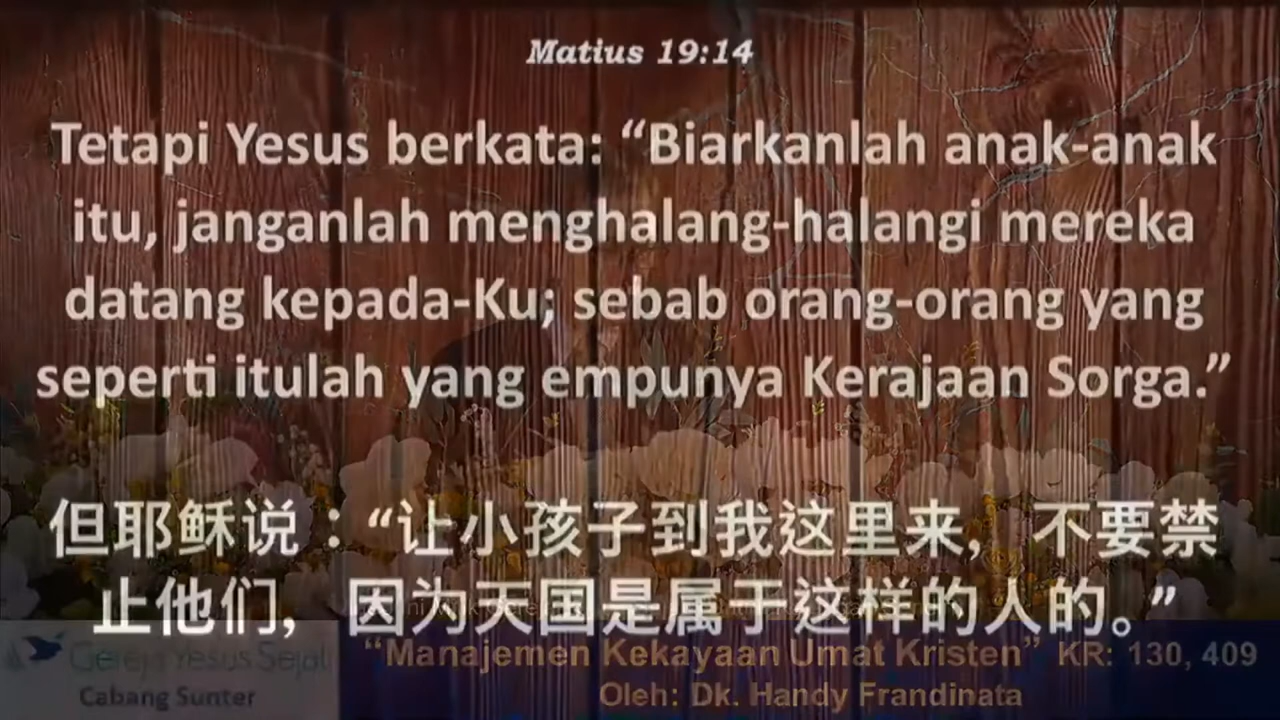 Matius 19:14
Tetapi Yesus berkata: “Biarkanlah anak-anak
itu, janganlah menghalang-halangi mereka
datang kepada-Ku; sebab orang-orang yang
seperti itulah yang empunya Kerajaan Sorga.”
但耶稣说：“让小孩子到我这里来，不要禁
止他们，因为天国是属于这样的人的。”
Gereja Yesus Sejati
Cabang Sunter
“Manajemen Kekayaan Umat Kristen” KR: 130, 409
Oleh: Dk. Handy Frandinata